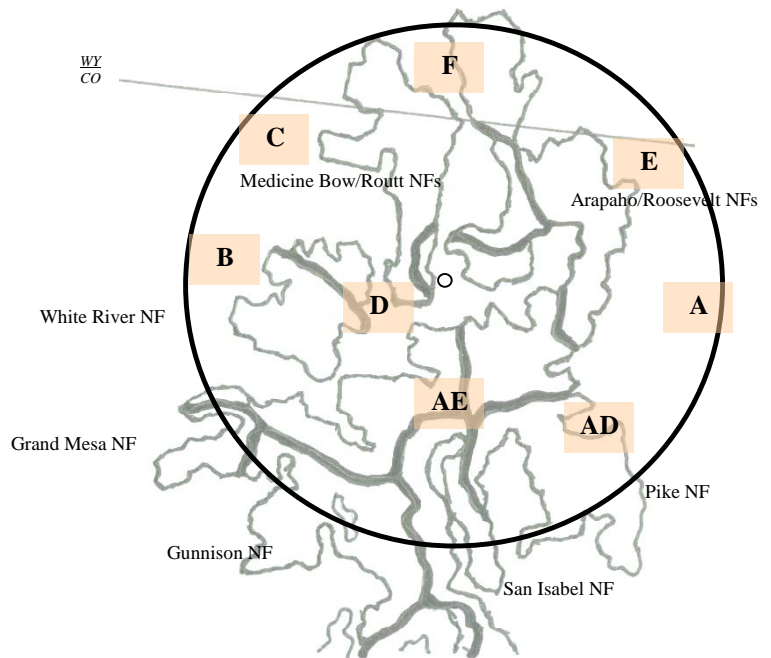 F
WY
CO
C
E
Medicine Bow/Routt NFs
Arapaho/Roosevelt NFs
B
D
A
White River NF
AE
AD
Grand Mesa NF
Pike NF
Gunnison NF
San Isabel NF